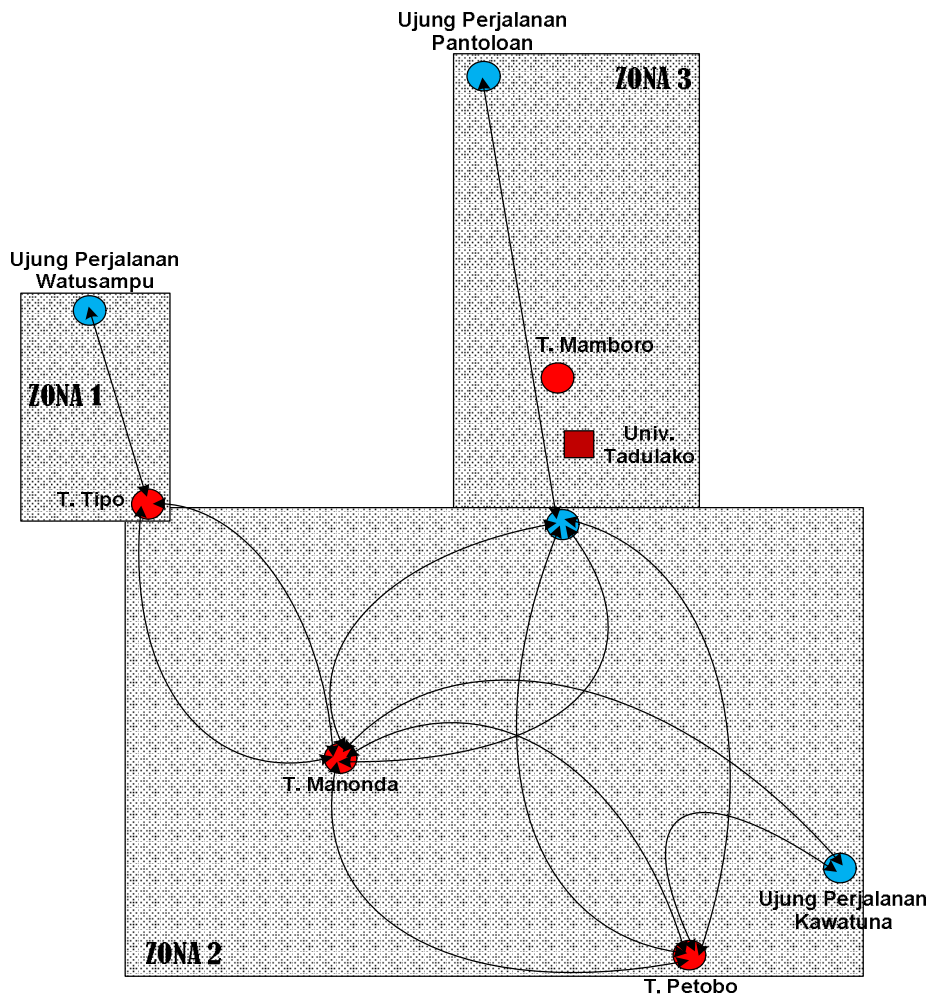 Ujung Perjalanan
Pantoloan
ZONA 3
Ujung Perjalanan
Watusampu
T. Mamboro
ZONA 1
Univ.
Tadulako
T. Tipo
T. Manonda
Ujung Perjalanan
Kawatuna
ZONA 2
T. Petobo